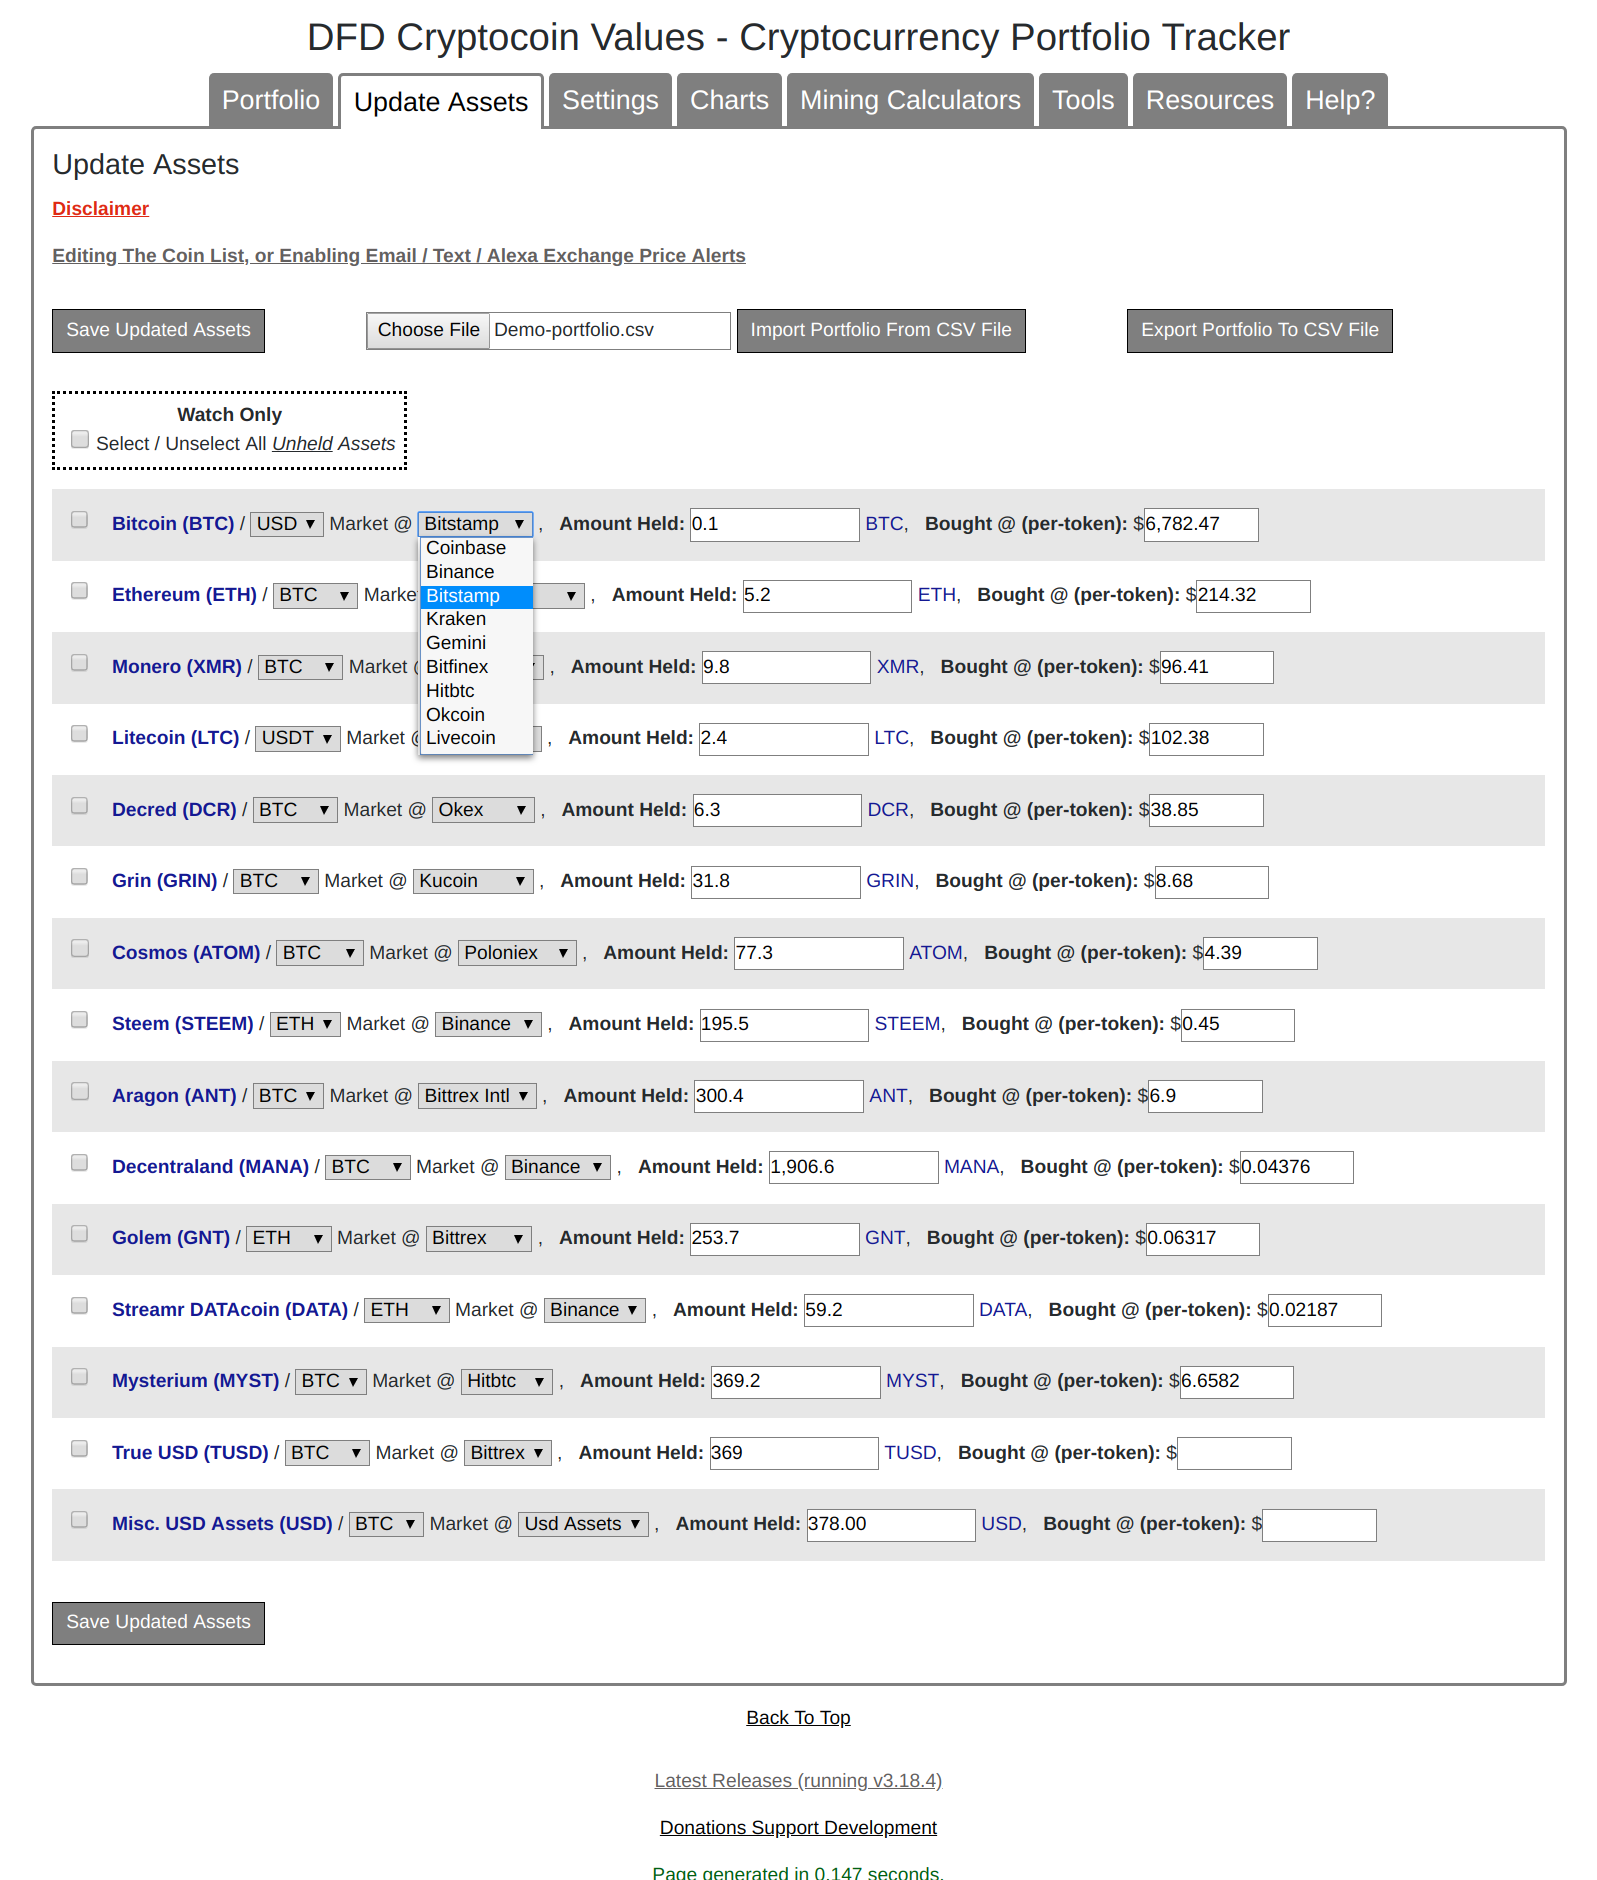 DFD Cryptocoin Values - Cryptocurrency Portfolio Tracker
Portfolio Update Assets Settings Charts Mining Calculators Tools Resources Help?
Update Assets
Disclaimer
Editing The Coin List, or Enabling Email / Text / Alexa Exchange Price Alerts
Save Updated Assets Choose File Demo-portfolio.csv Import Portfolio From CSV File Export Portfolio To CSV File
Watch Only
Select / Unselect All Unheld Assets
Bitcoin (BTC) / USD Market @ Bitstamp , Amount Held: 0.1 BTC, Bought @ (per-token): $6,782.47
Coinbase
Binance
Bitstamp
Kraken
Gemini
Bitfinex
Hitbtc
Okcoin
Livecoin
Ethereum (ETH) / BTC , Amount Held: 5.2 ETH, Bought @ (per-token): $214.32
Monero (XMR) / BTC Market , Amount Held: 9.8 XMR, Bought @ (per-token): $96.41
Litecoin (LTC) / USDT Market , Amount Held: 2.4 LTC, Bought @ (per-token): $102.38
Decred (DCR) / BTC Market @ Okex , Amount Held: 6.3 DCR, Bought @ (per-token): $38.85
Grin (GRIN) / BTC Market @ Kucoin , Amount Held: 31.8 GRIN, Bought @ (per-token): $8.68
Cosmos (ATOM) / BTC Market @ Poloniex , Amount Held: 77.3 ATOM, Bought @ (per-token): $4.39
Steem (STEEM) / ETH Market @ Binance , Amount Held: 195.5 STEEM, Bought @ (per-token): $0.45
Aragon (ANT) / BTC Market @ Bittrex Intl , Amount Held: 300.4 ANT, Bought @ (per-token): $6.9
Decentraland (MANA) / BTC Market @ Binance , Amount Held: 1,906.6 MANA, Bought @ (per-token): $0.04376
Golem (GNT) / ETH Market @ Bittrex , Amount Held: 253.7 GNT, Bought @ (per-token): $0.06317
Streamr DATAcoin (DATA) / ETH Market @ Binance , Amount Held: 59.2 DATA, Bought @ (per-token): $0.02187
Mysterium (MYST) / BTC Market @ Hitbtc , Amount Held: 369.2 MYST, Bought @ (per-token): $6.6582
True USD (TUSD) / BTC Market @ Bittrex , Amount Held: 369 TUSD, Bought @ (per-token): $
Misc. USD Assets (USD) / BTC Market @ Usd Assets , Amount Held: 378.00 USD, Bought @ (per-token): $
Save Updated Assets
Back To Top
Latest Releases (running v3.18.4)
Donations Support Development
Page generated in 0.147 seconds.